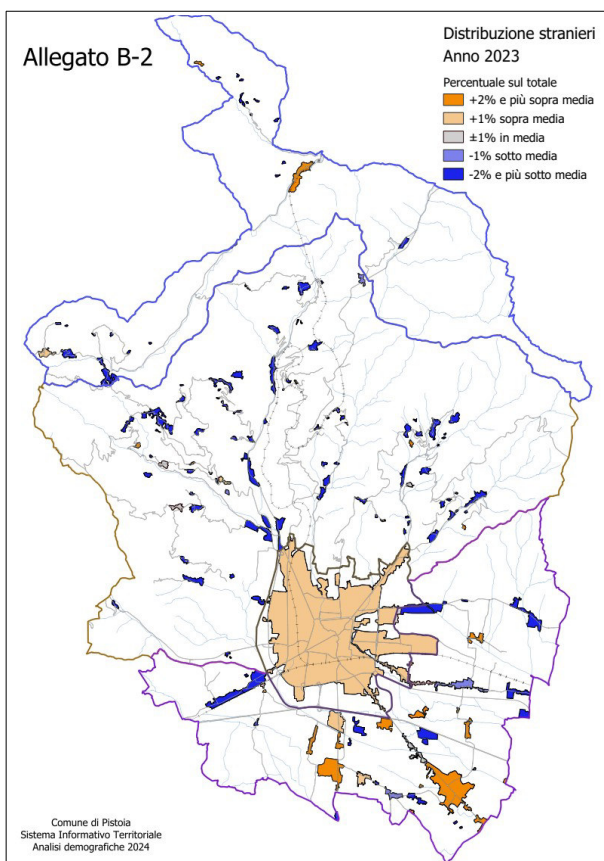 Allegato B-2
Distribuzione stranieri
Anno 2023
Percentuale sul totale
+2% e più sopra media
+1% sopra media
±1% in media
-1% sotto media
-2% e più sotto media
Comune di Pistoia
Sistema Informativo Territoriale
Analisi demografiche 2024